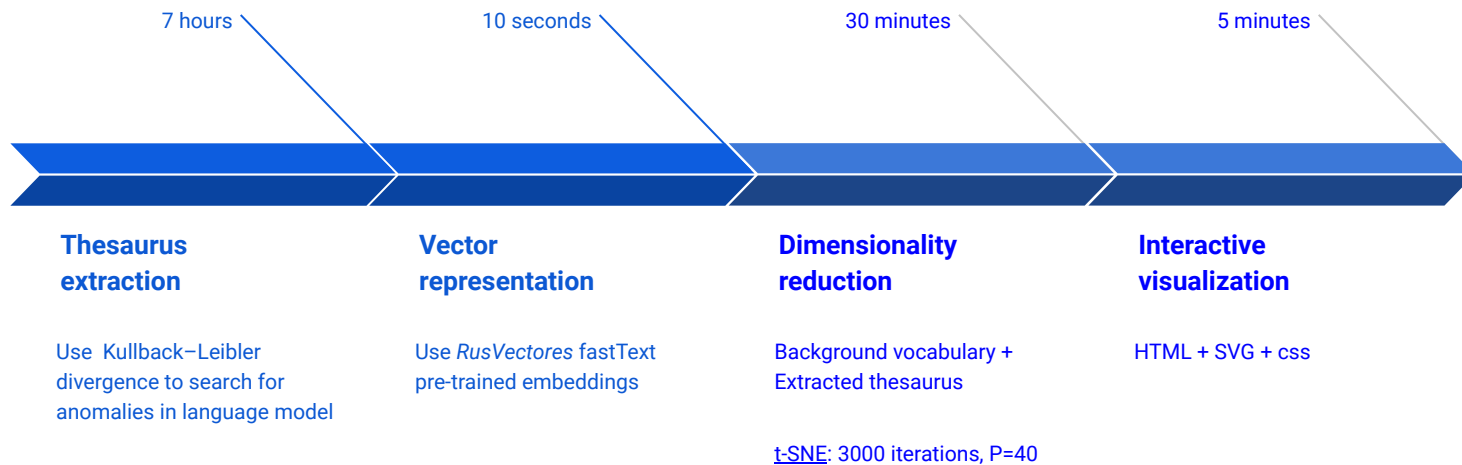 7 hours
10 seconds
30 minutes
5 minutes
Thesaurus
extraction
Use Kullback–Leibler
divergence to search for
anomalies in language model
Vector
representation
Use RusVectores fastText
pre-trained embeddings
Dimensionality
reduction
Background vocabulary +
Extracted thesaurus
t-SNE: 3000 iterations, P=40
Interactive
visualization
HTML + SVG + css